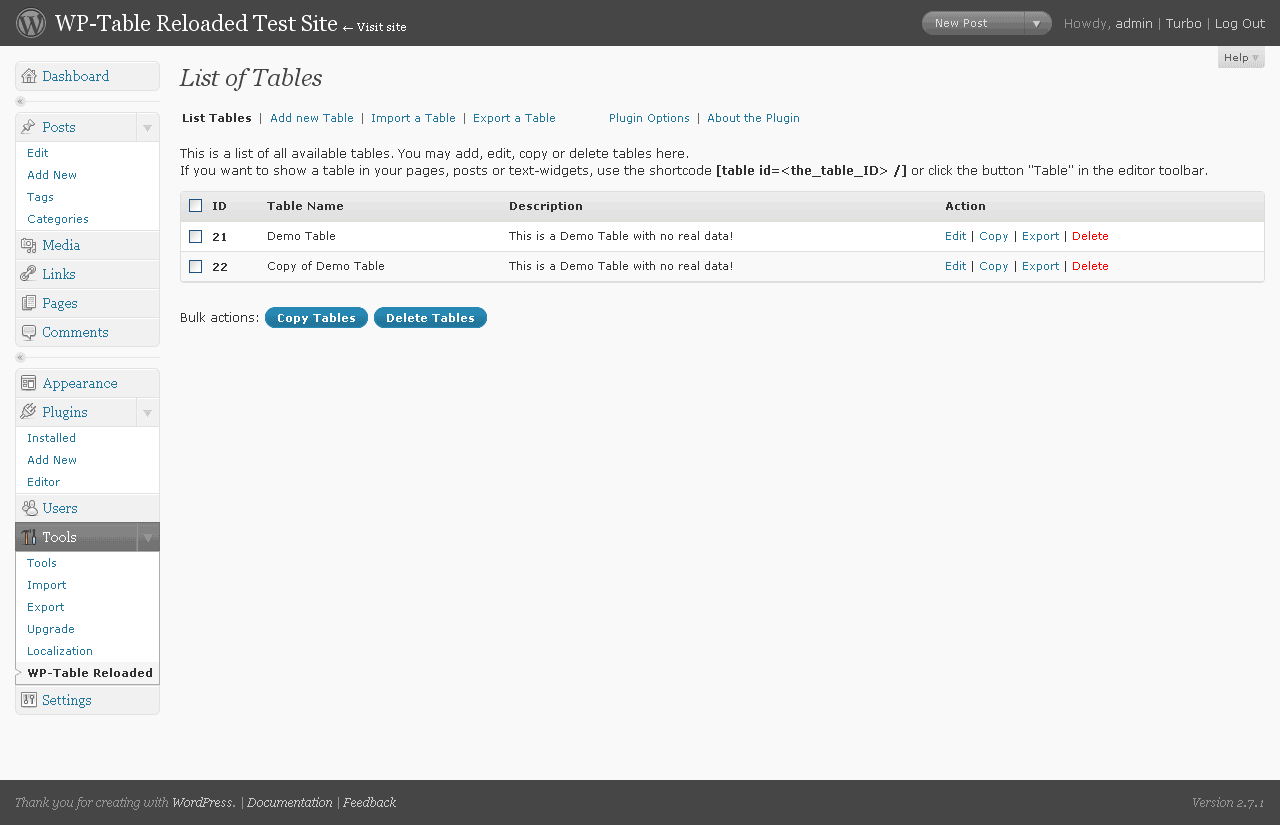 WP-Table Reloaded Test Site ← Visit site
New Post Howdy, admin | Turbo | Log Out
Help
Dashboard
Posts
Edit
Add New
Tags
Categories
Media
Links
Pages
Comments
Appearance
Plugins
Installed
Add New
Editor
Users
Tools
Tools
Import
Export
Upgrade
Localization
WP-Table Reloaded
Settings
List of Tables
List Tables | Add new Table | Import a Table | Export a Table Plugin Options | About the Plugin
This is a list of all available tables. You may add, edit, copy or delete tables here.
If you want to show a table in your pages, posts or text-widgets, use the shortcode [table id=<the_table_ID> /] or click the button "Table" in the editor toolbar.
ID Table Name Description Action
21 Demo Table This is a Demo Table with no real data! Edit | Copy | Export | Delete
22 Copy of Demo Table This is a Demo Table with no real data! Edit | Copy | Export | Delete
Bulk actions: Copy Tables Delete Tables
Thank you for creating with WordPress. | Documentation | Feedback
Version 2.7.1